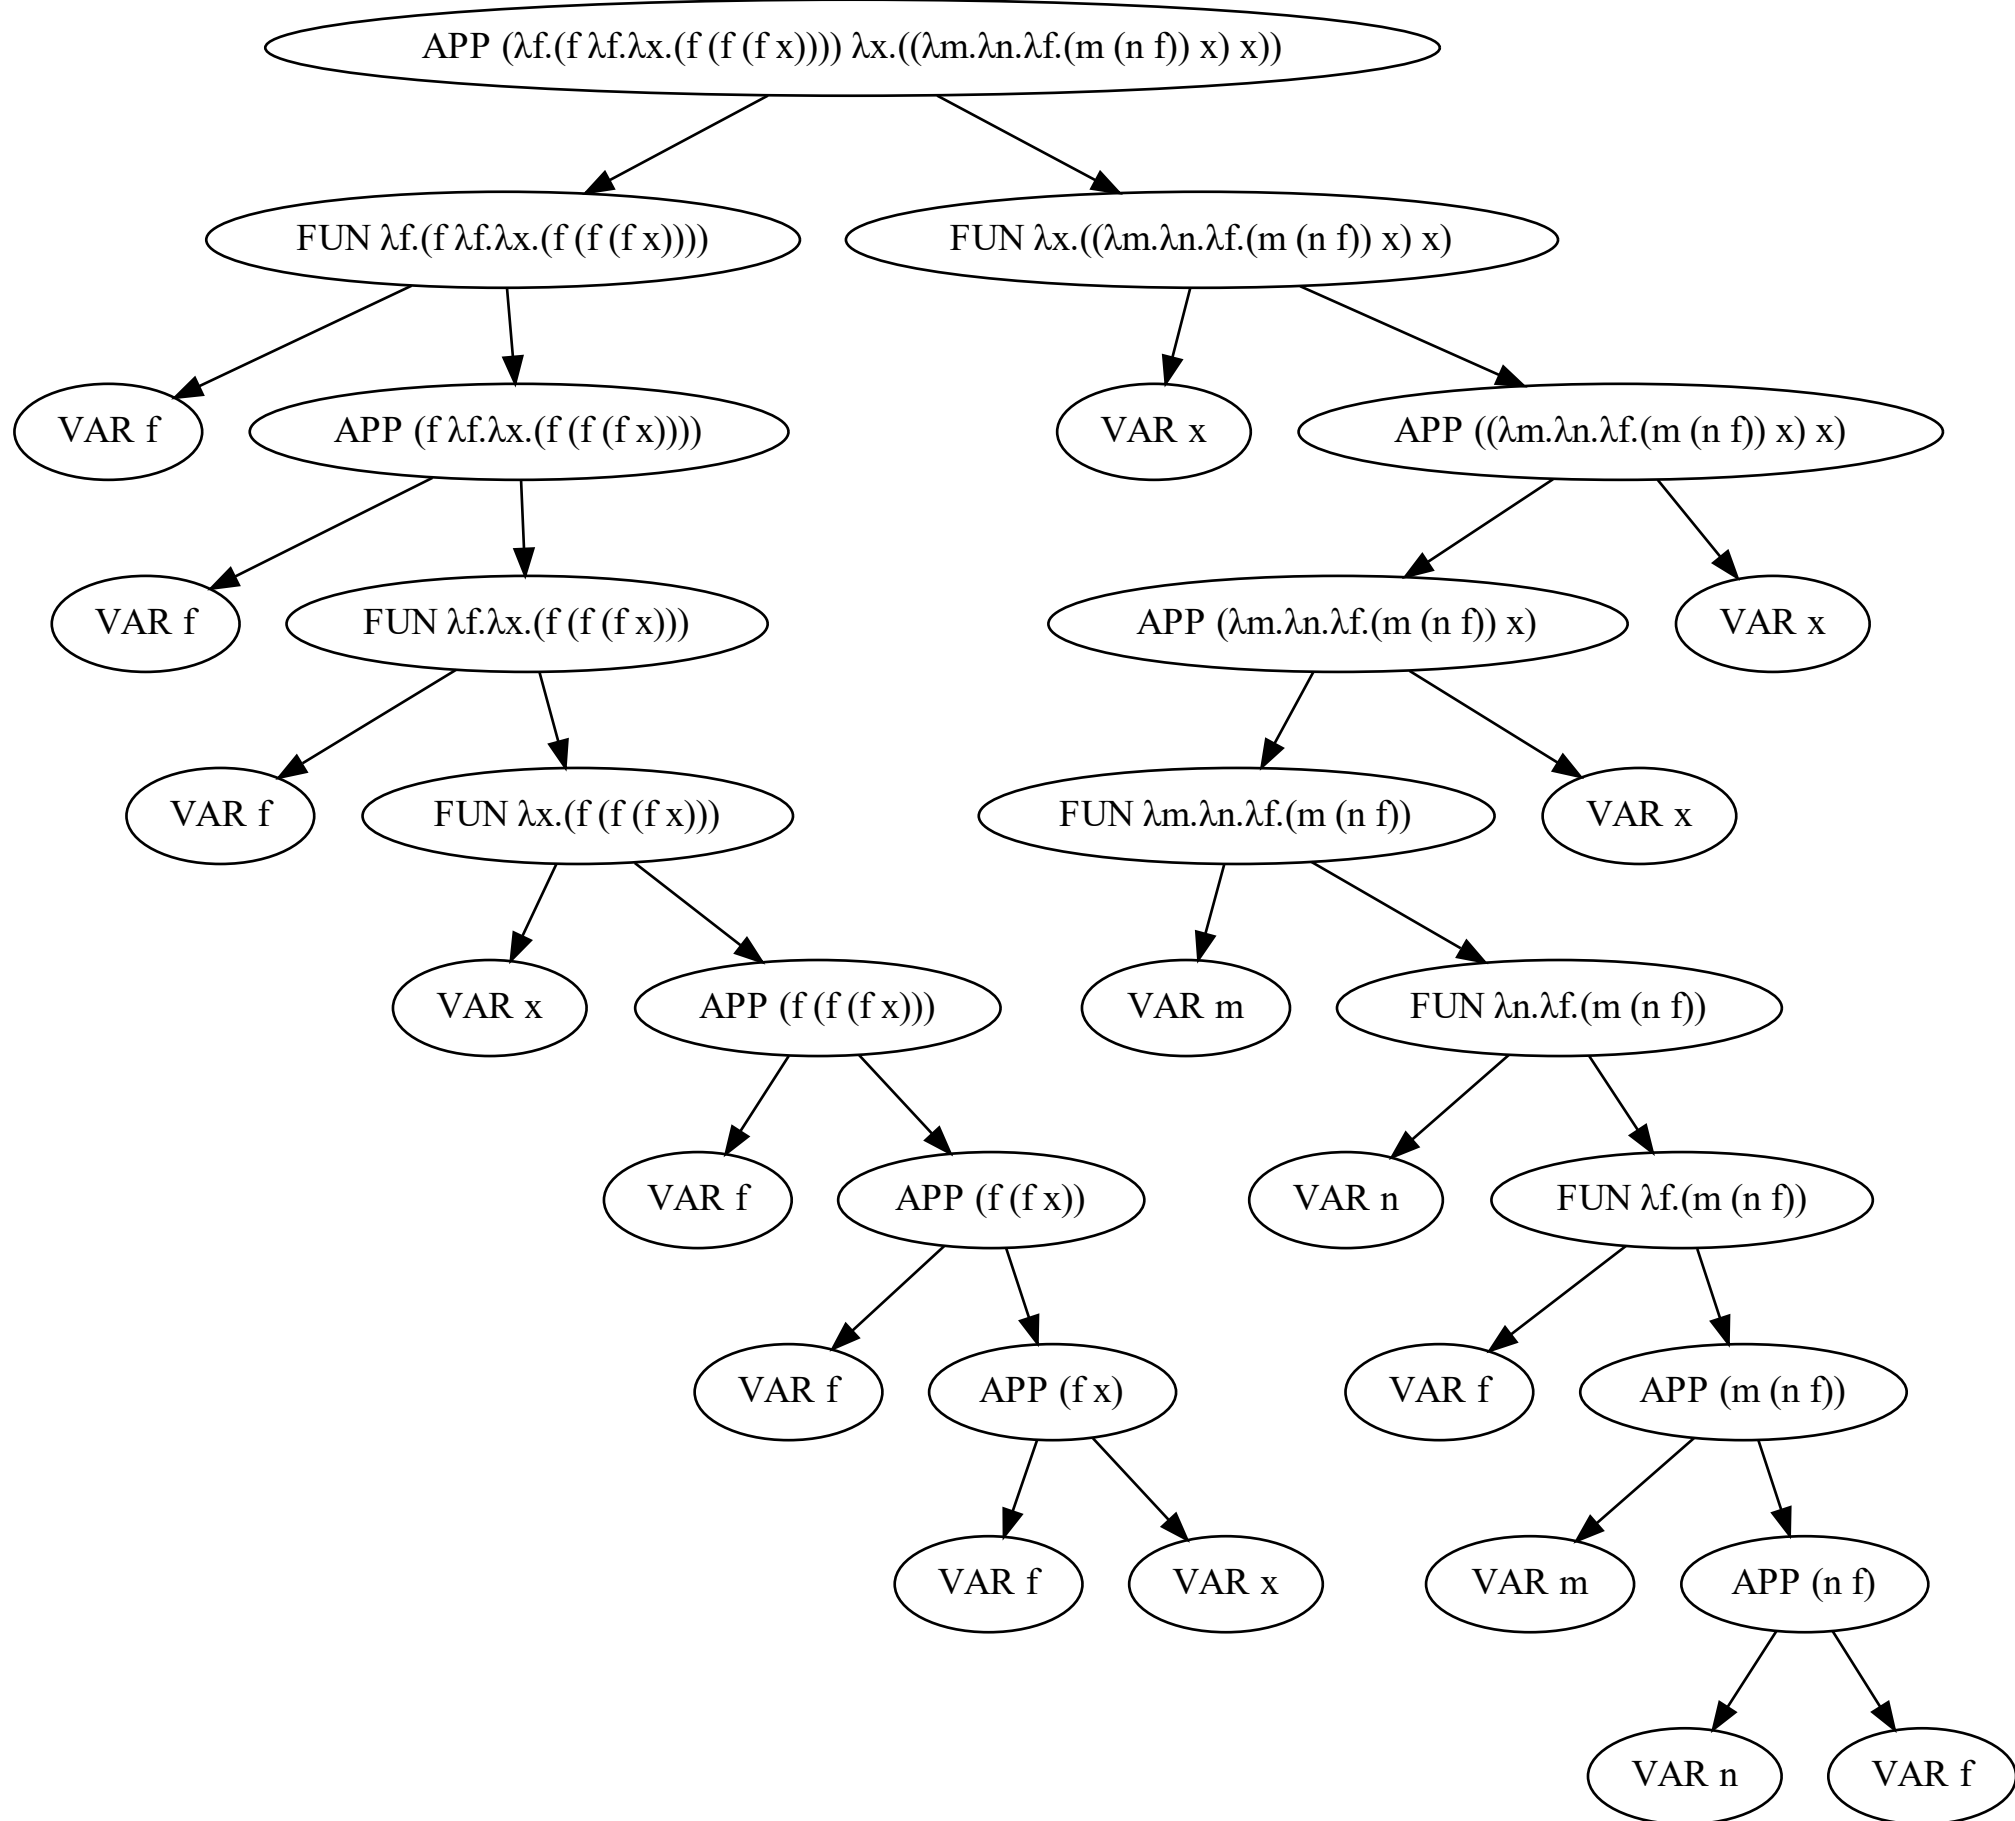 APP (λf.(f λf.λx.(f (f (f x)))) λx.((λm.λn.λf.(m (n f)) x) x))
FUN λf.(f λf.λx.(f (f (f x))))
FUN λx.((λm.λn.λf.(m (n f)) x) x)
VAR f
APP (f λf.λx.(f (f (f x))))
VAR x
APP ((λm.λn.λf.(m (n f)) x) x)
VAR f
FUN λf.λx.(f (f (f x)))
APP (λm.λn.λf.(m (n f)) x)
VAR x
VAR f
FUN λx.(f (f (f x)))
FUN λm.λn.λf.(m (n f))
VAR x
VAR x
APP (f (f (f x)))
VAR m
FUN λn.λf.(m (n f))
VAR f
APP (f (f x))
VAR n
FUN λf.(m (n f))
VAR f
APP (f x)
VAR f
APP (m (n f))
VAR f
VAR x
VAR m
APP (n f)
VAR n
VAR f